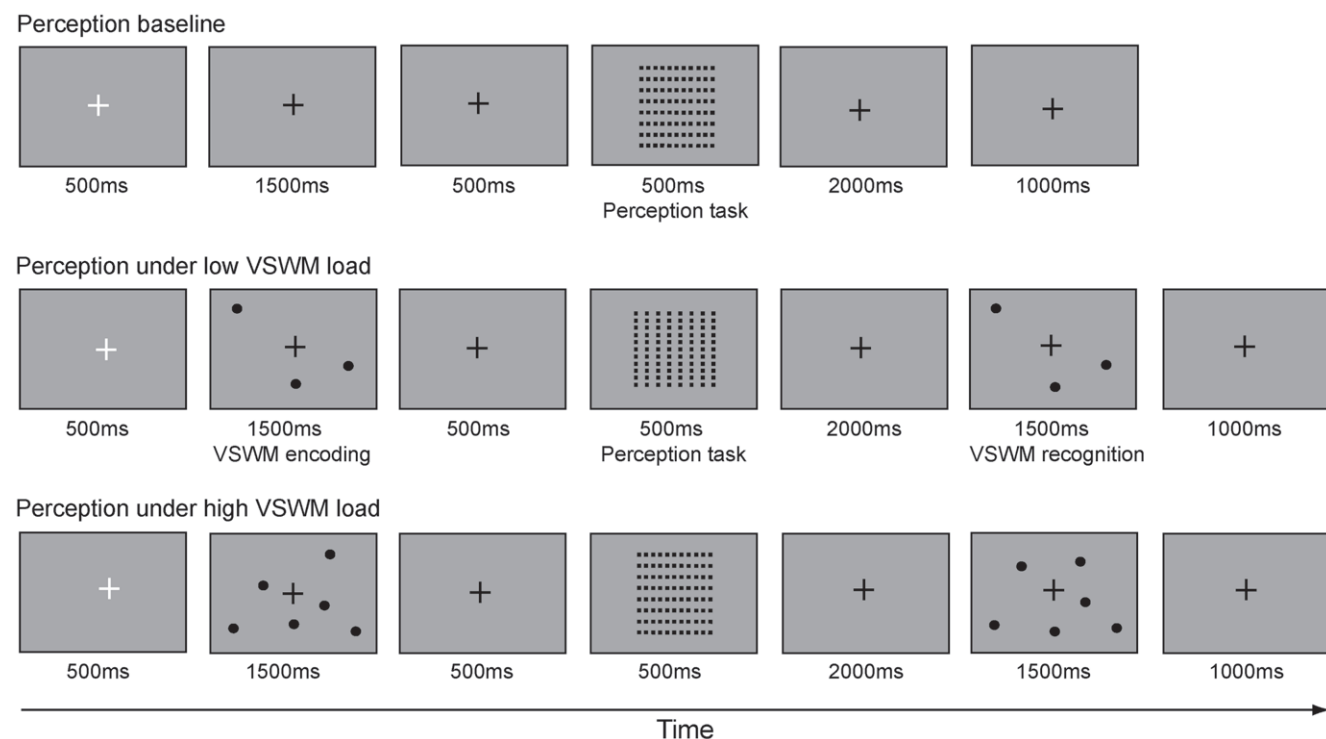 Perception baseline
500ms 1500ms 500ms 500ms 2000ms 1000ms
Perception task
Perception under low VSWM load
500ms 1500ms 500ms 500ms 2000ms 1500ms 1000ms
VSWM encoding Perception task VSWM recognition
Perception under high VSWM load
500ms 1500ms 500ms 500ms 2000ms 1500ms 1000ms
Time